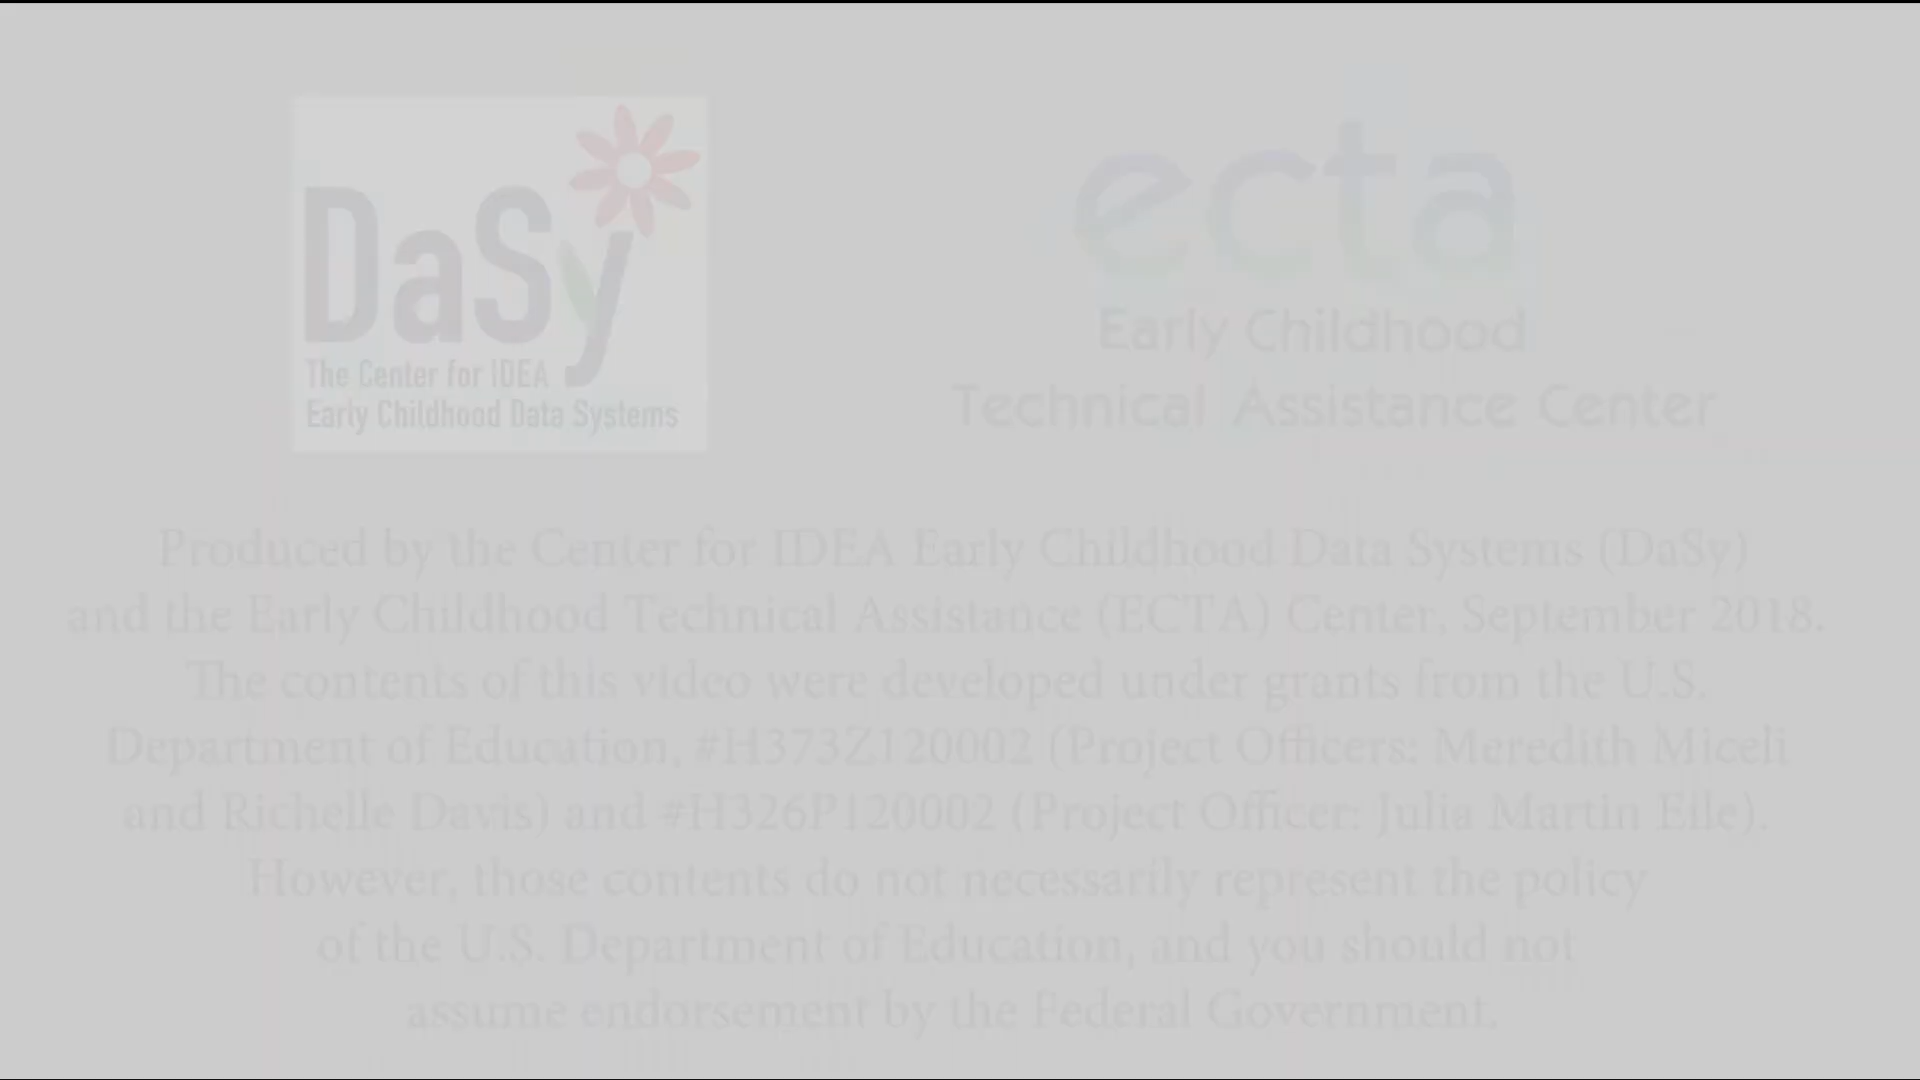 DaSy
The Center for IDEA
Early Childhood Data Systems
ecta
Early Childhood
Technical Assistance Center
Produced by the Center for IDEA Early Childhood Data Systems (DaSy)
and the Early Childhood Technical Assistance (ECTA) Center, September 2018.
The contents of this video were developed under grants from the U.S.
Department of Education, #H373Z120002 (Project Officers: Meredith Miceli
and Richelle Davis) and #H326P120002 (Project Officer: Julia Martin Eile).
However, those contents do not necessarily represent the policy
of the U.S. Department of Education, and you should not
assume endorsement by the Federal Government.